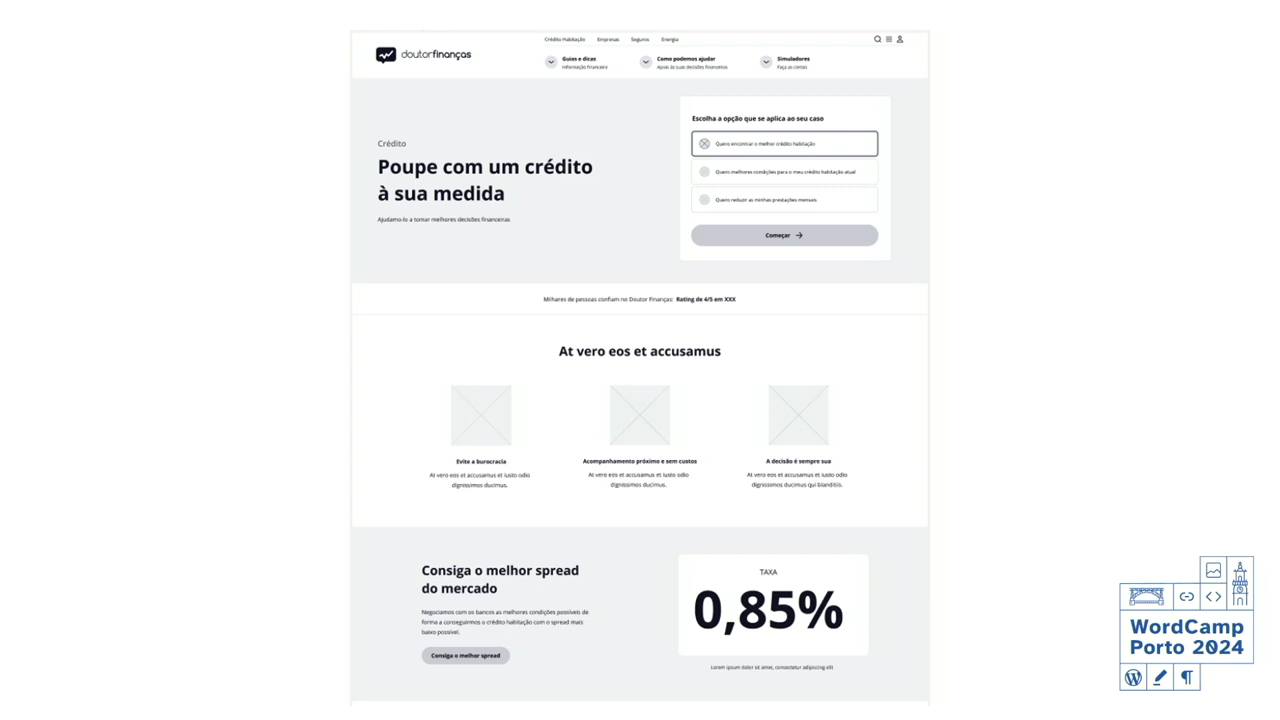 doutorfinanças
Crédito Habitação Empresas Seguros Energia
Guias e dicas
Informação financeira
Como podemos ajudar
Apoio às suas decisões financeiras
Simuladores
Faça as contas
Crédito
Poupe com um crédito
à sua medida
Ajudamo-lo a tomar melhores decisões financeiras
Escolha a opção que se aplica ao seu caso
Quero encontrar o melhor crédito habitação
Quero melhores condições para o meu crédito habitação atual
Quero reduzir as minhas prestações mensais
Começar
Milhares de pessoas confiam no Doutor Finanças: Rating de 4/5 em XXX
At vero eos et accusamus
Evite a burocracia
At vero eos et accusamus et iusto odio
dignissimos ducimus.
Acompanhamento próximo e sem custos
At vero eos et accusamus et iusto odio
dignissimos ducimus.
A decisão é sempre sua
At vero eos et accusamus et iusto odio
dignissimos ducimus qui blanditiis.
Consiga o melhor spread
do mercado
Negociamos com os bancos as melhores condições possíveis de
forma a conseguirmos o crédito habitação com o spread mais
baixo possível.
Consiga o melhor spread
TAXA
0,85%
Lorem ipsum dolor sit amet, consectetur adipiscing elit
WordCamp
Porto 2024